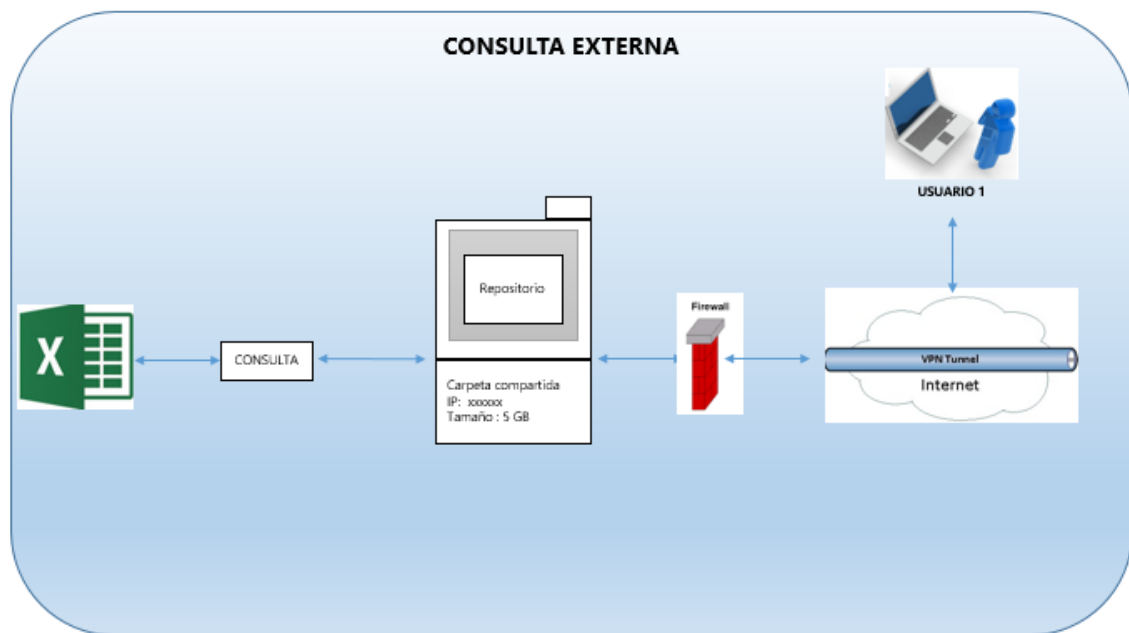 CONSULTA EXTERNA
USUARIO 1
Repositorio
Firewall
X
CONSULTA
VPN Tunnel
Internet
Carpeta compartida
IP: xxxxxx
Tamaño : 5 GB